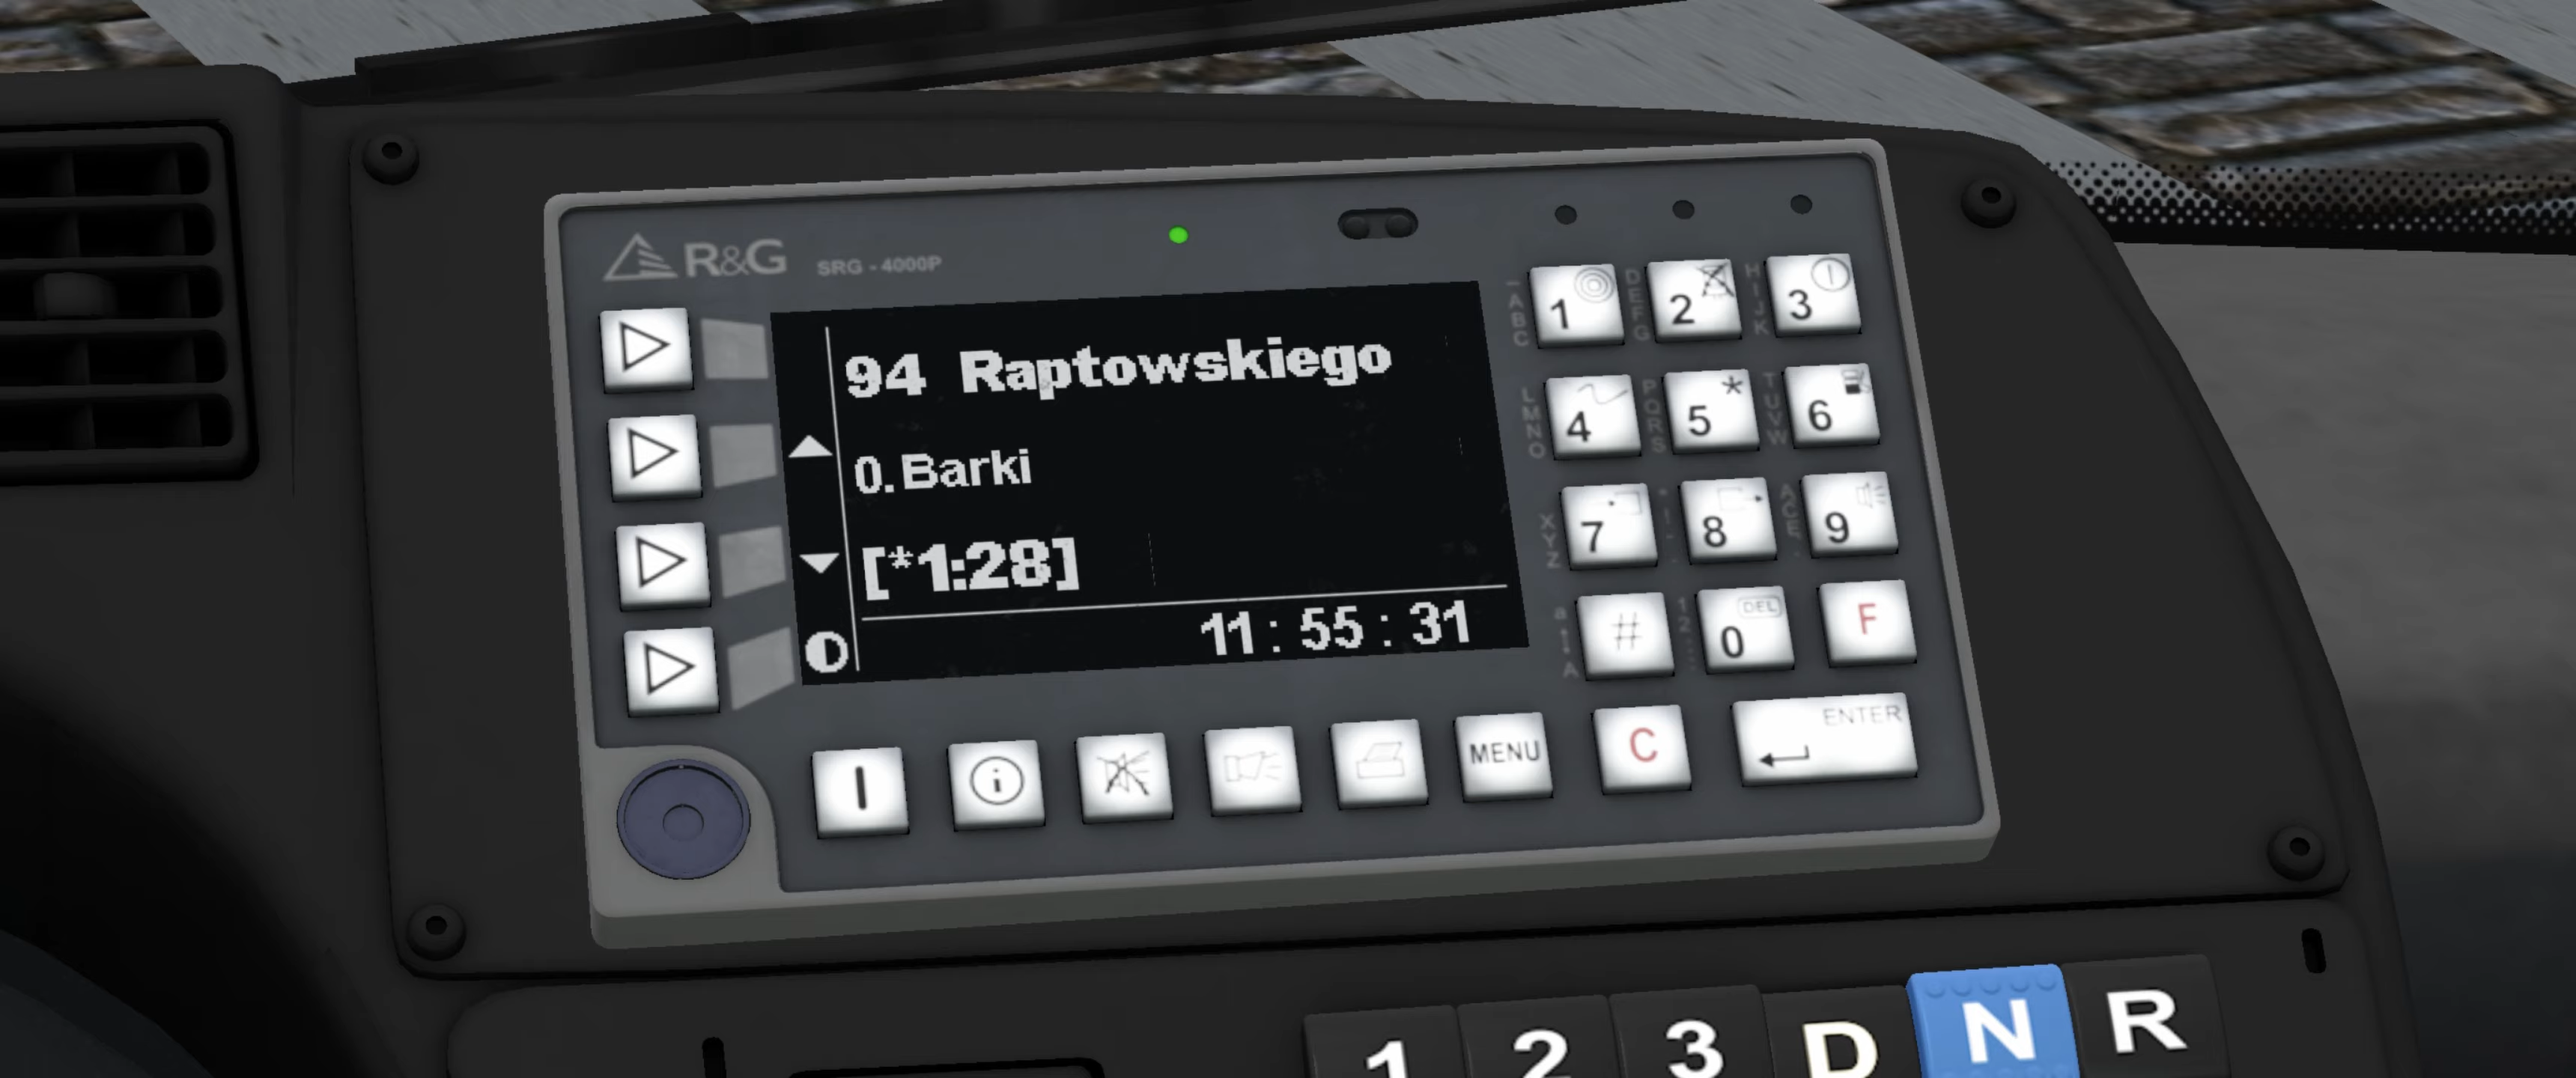 R&G SRG - 4000P
94 Raptowskiego
0. Barki
[*1:28]
11 : 55 : 31
1 2 3
4 5 * 6
7 8 9
# 0 DEL F
I i MENU C ENTER
1 2 3 D N R